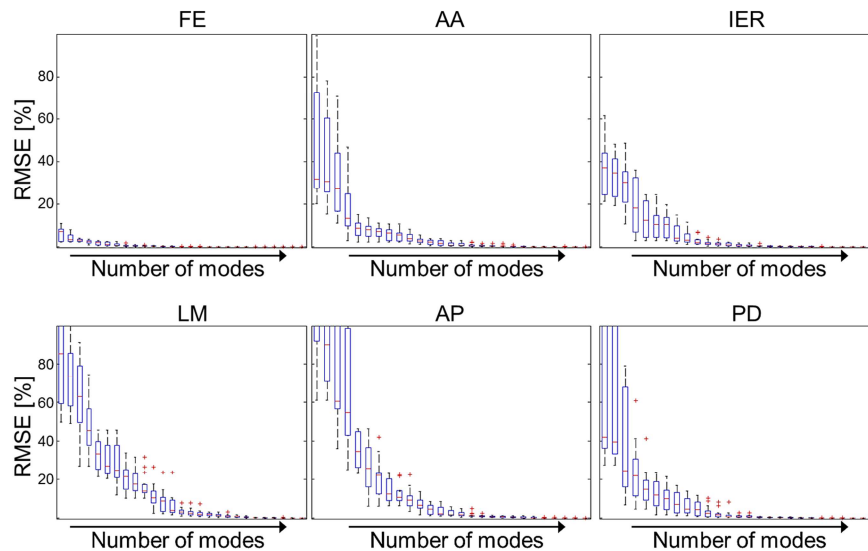 FE AA IER
RMSE [%]
80
60
40
20
Number of modes Number of modes Number of modes
LM AP PD
RMSE [%]
80
60
40
20
Number of modes Number of modes Number of modes